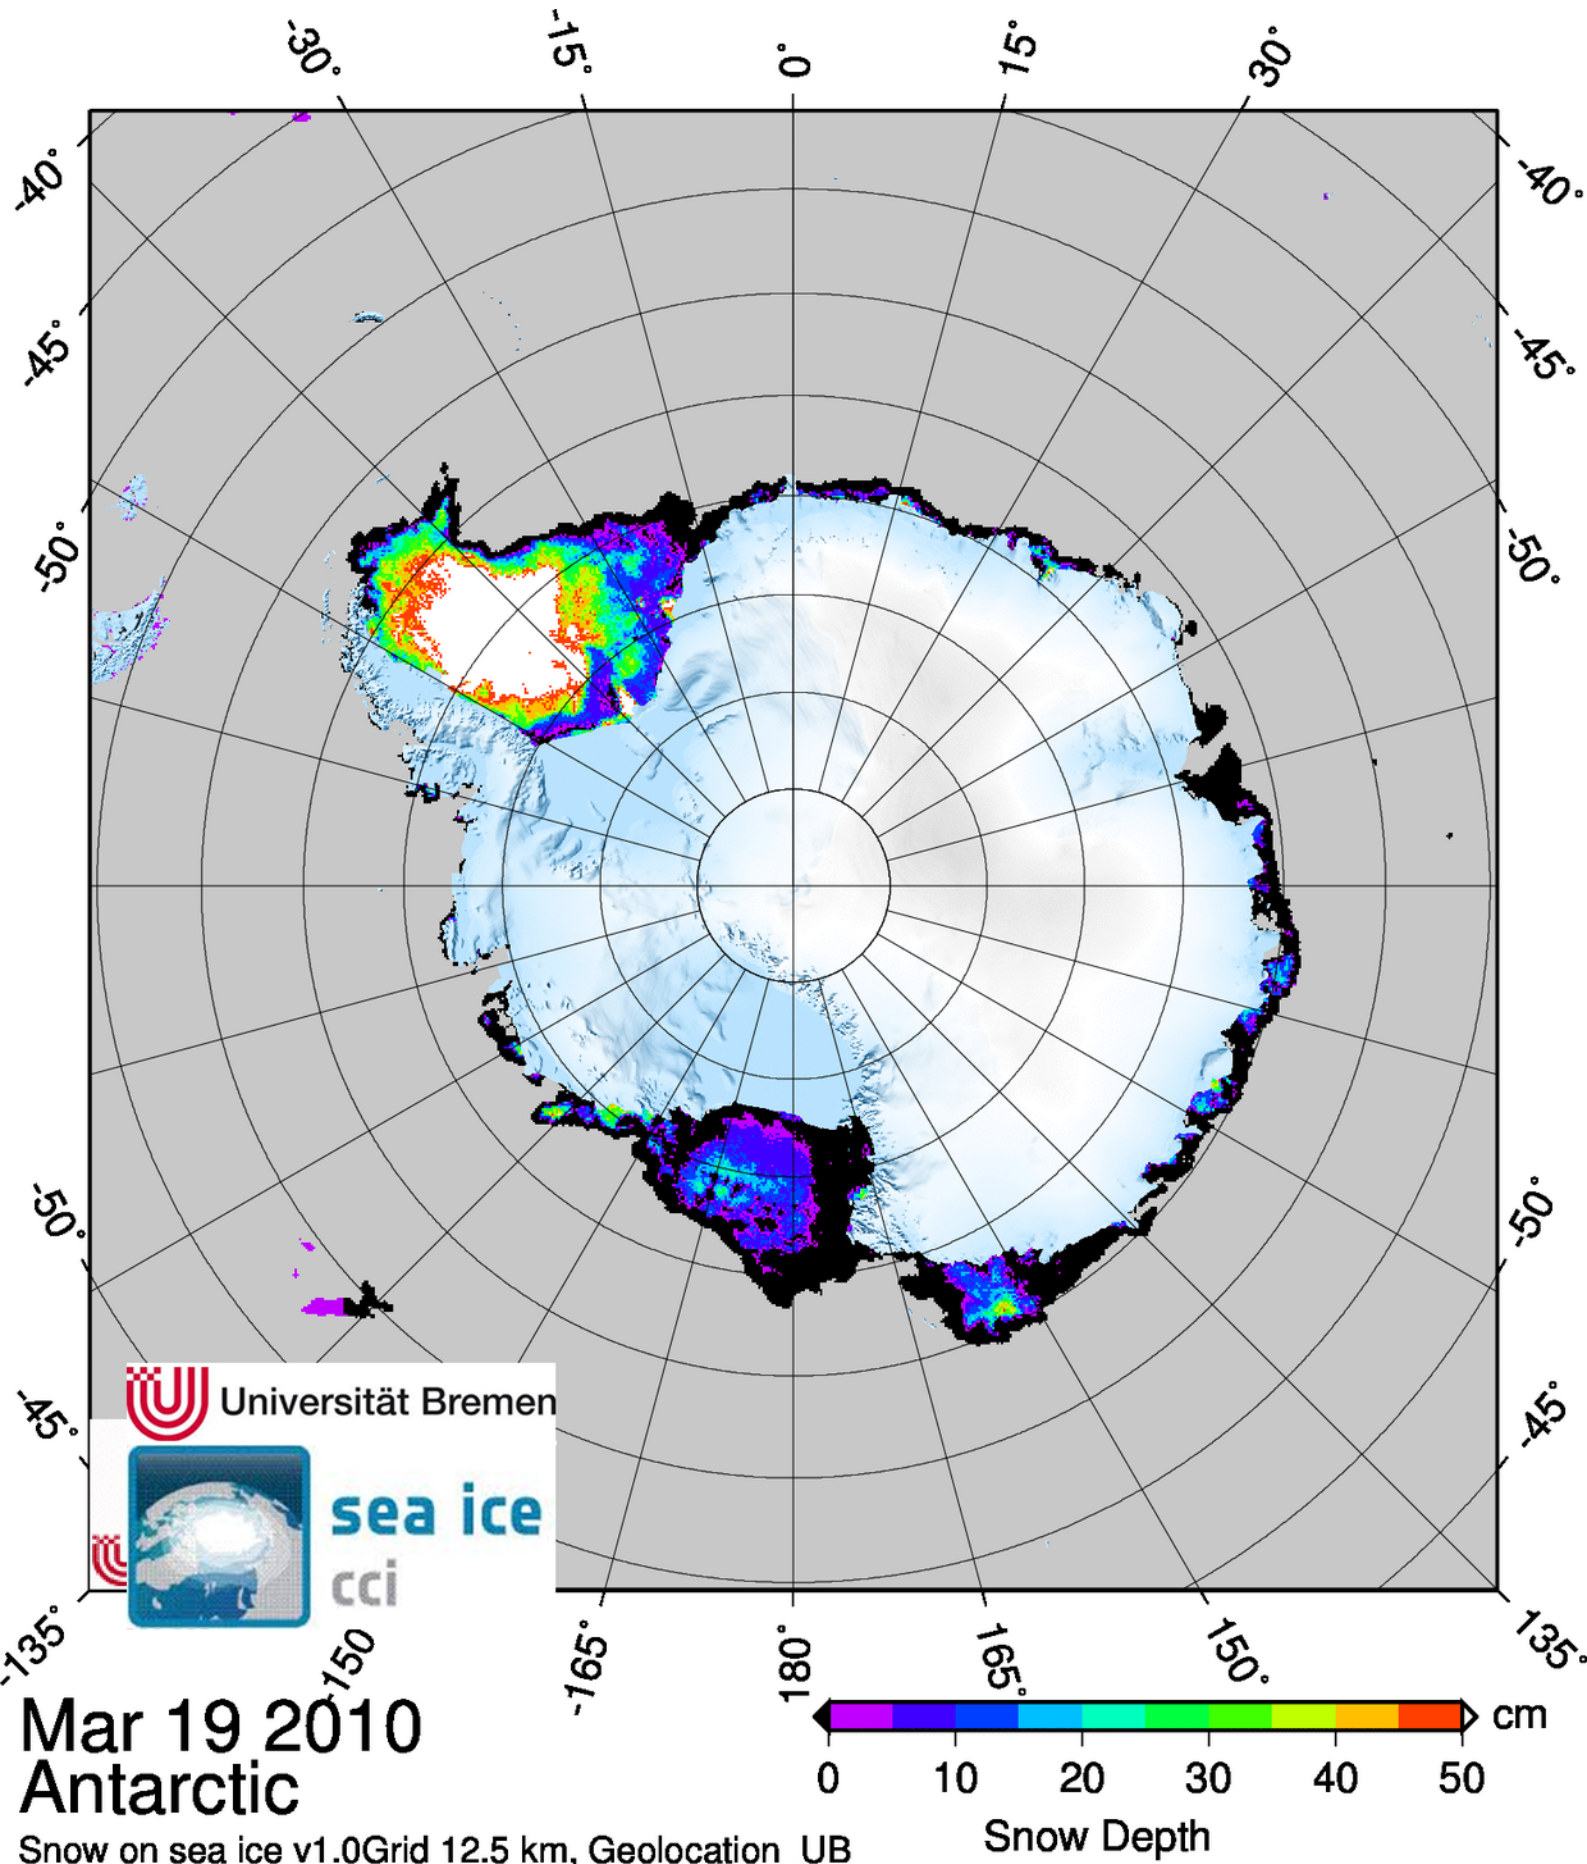 -30° -15° 0° 15° 30°
-40° -40°
-45° -45°
-50° -50°
-50° -50°
-45° -45°
Universität Bremen
sea ice
cci
-135° -150 -165° 180° 165° 150° 135°
Mar 19 2010
Antarctic
Snow on sea ice v1.0Grid 12.5 km, Geolocation UB
cm
0 10 20 30 40 50
Snow Depth